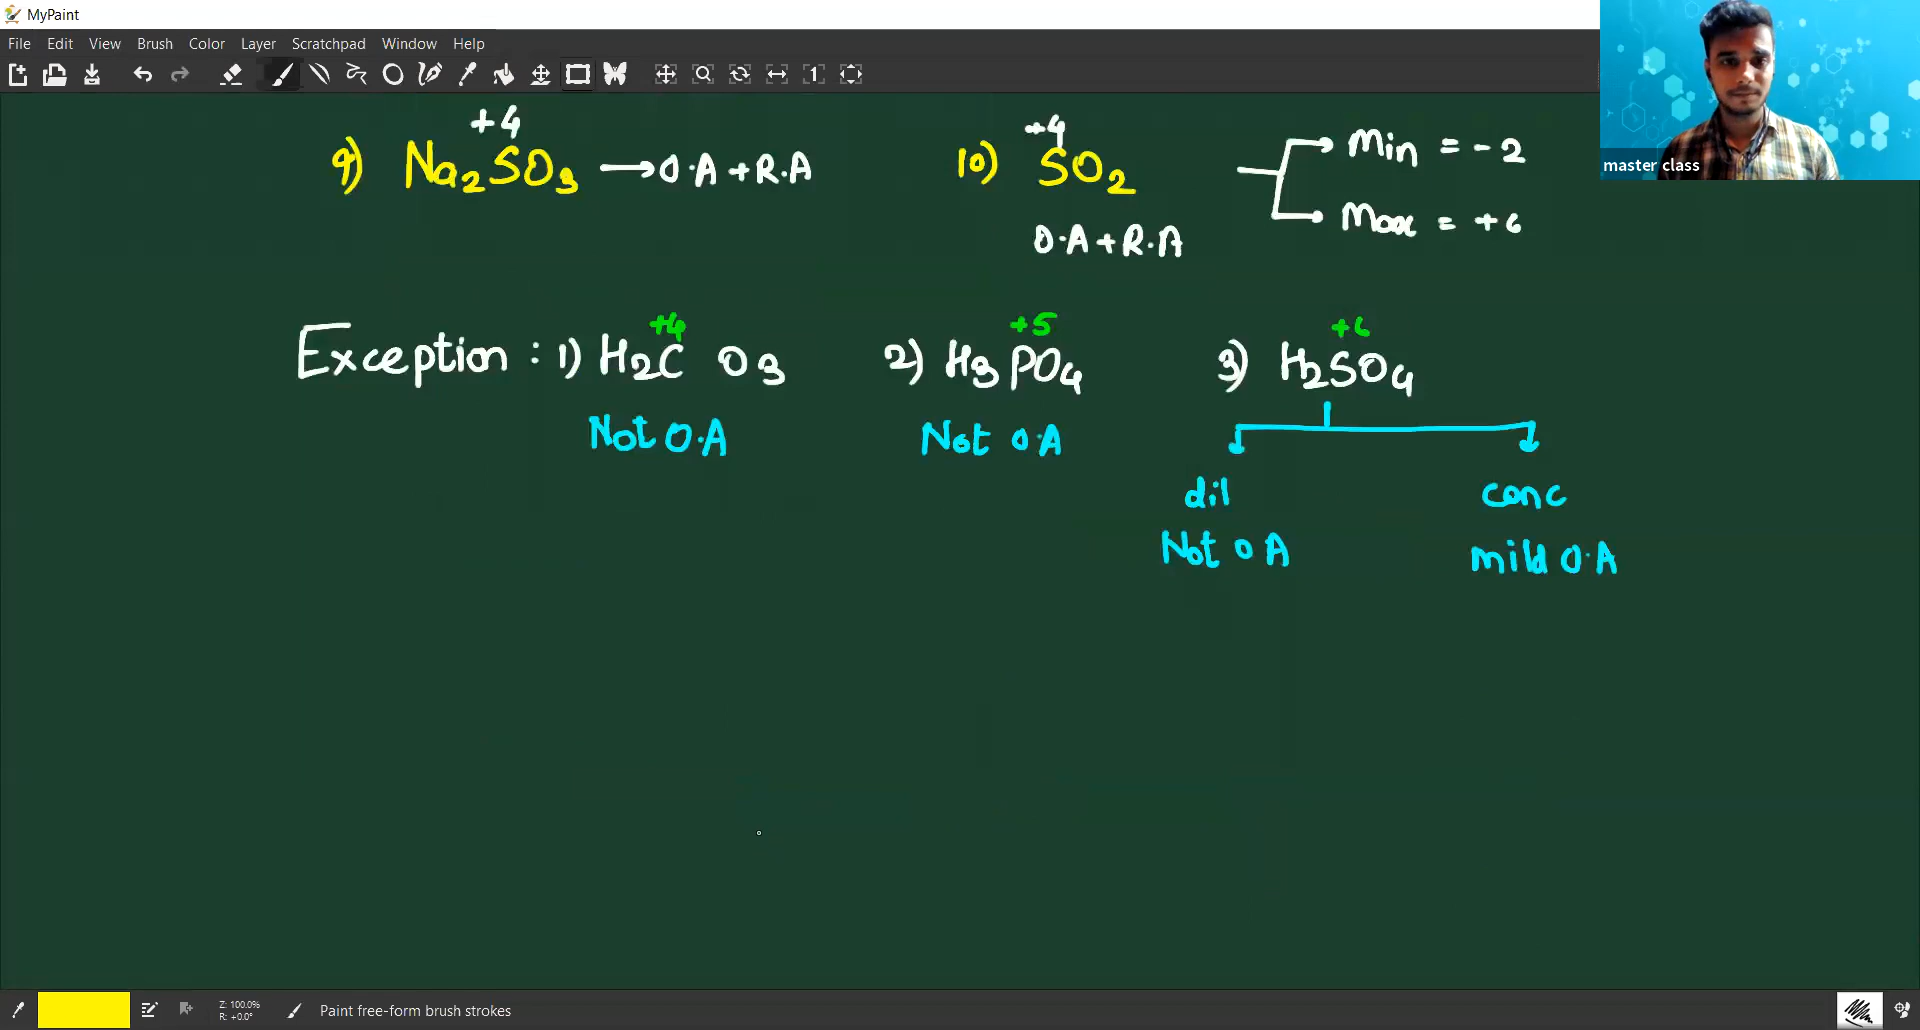 MyPaint
File Edit View Brush Color Layer Scratchpad Window Help
master class
+4
9) Na2SO3 → O.A + R.A
+4
10) SO2
O.A + R.A
Min = -2
Max = +6
Exception : 1) H2C O3 2) H3PO4 3) H2SO4
+4 +5 +6
Not O.A Not O.A
dil conc
Not O A mild O.A
Z: 100.0%
R: +0.0°
Paint free-form brush strokes